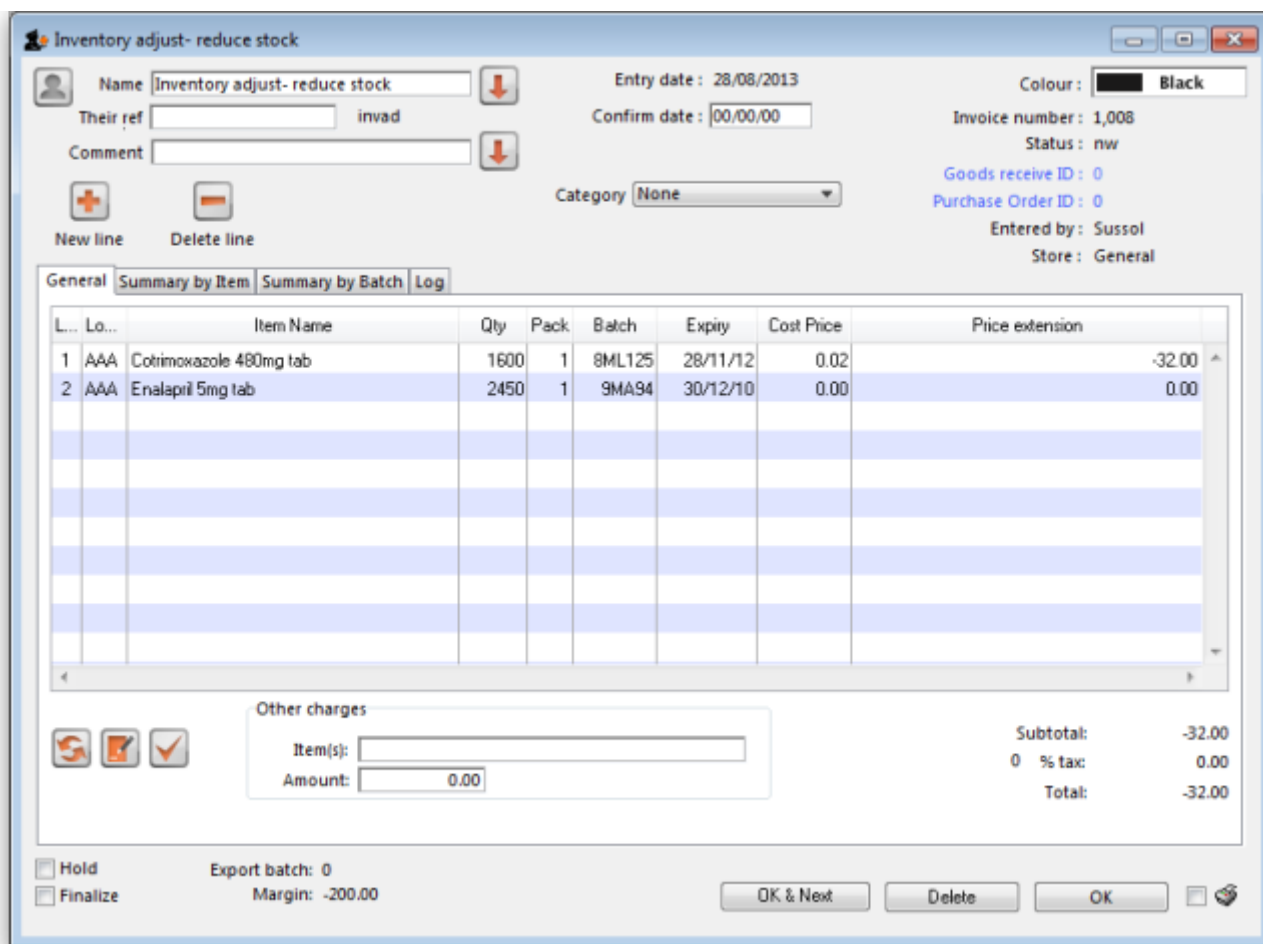 Inventory adjust- reduce stock
Name Inventory adjust- reduce stock
Their ref invad
Comment
New line Delete line
Entry date : 28/08/2013
Confirm date : 00/00/00
Category None
Colour : Black
Invoice number : 1,008
Status : nw
Goods receive ID : 0
Purchase Order ID : 0
Entered by : Sussol
Store : General
General Summary by Item Summary by Batch Log
L... Lo... Item Name Qty Pack Batch Expiry Cost Price Price extension
1 AAA Cotrimoxazole 480mg tab 1600 1 8ML125 28/11/12 0.02 -32.00
2 AAA Enalapril 5mg tab 2450 1 9MA94 30/12/10 0.00 0.00
Other charges
Item(s):
Amount: 0.00
Subtotal: -32.00
0 % tax: 0.00
Total: -32.00
Hold
Finalize
Export batch: 0
Margin: -200.00
OK & Next Delete OK